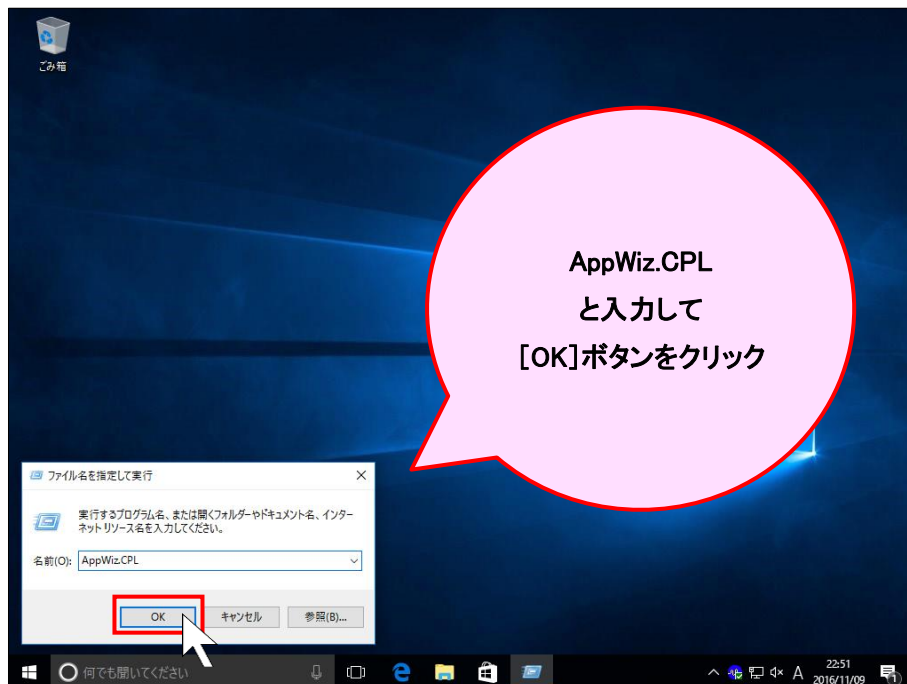 ごみ箱
AppWiz.CPL
と入力して
[OK]ボタンをクリック
ファイル名を指定して実行
実行するプログラム名、または開くフォルダーやドキュメント名、インター
ネット リソース名を入力してください。
名前(O): AppWiz.CPL
OK キャンセル 参照(B)...
何でも聞いてください
A
22:51
2016/11/09
1